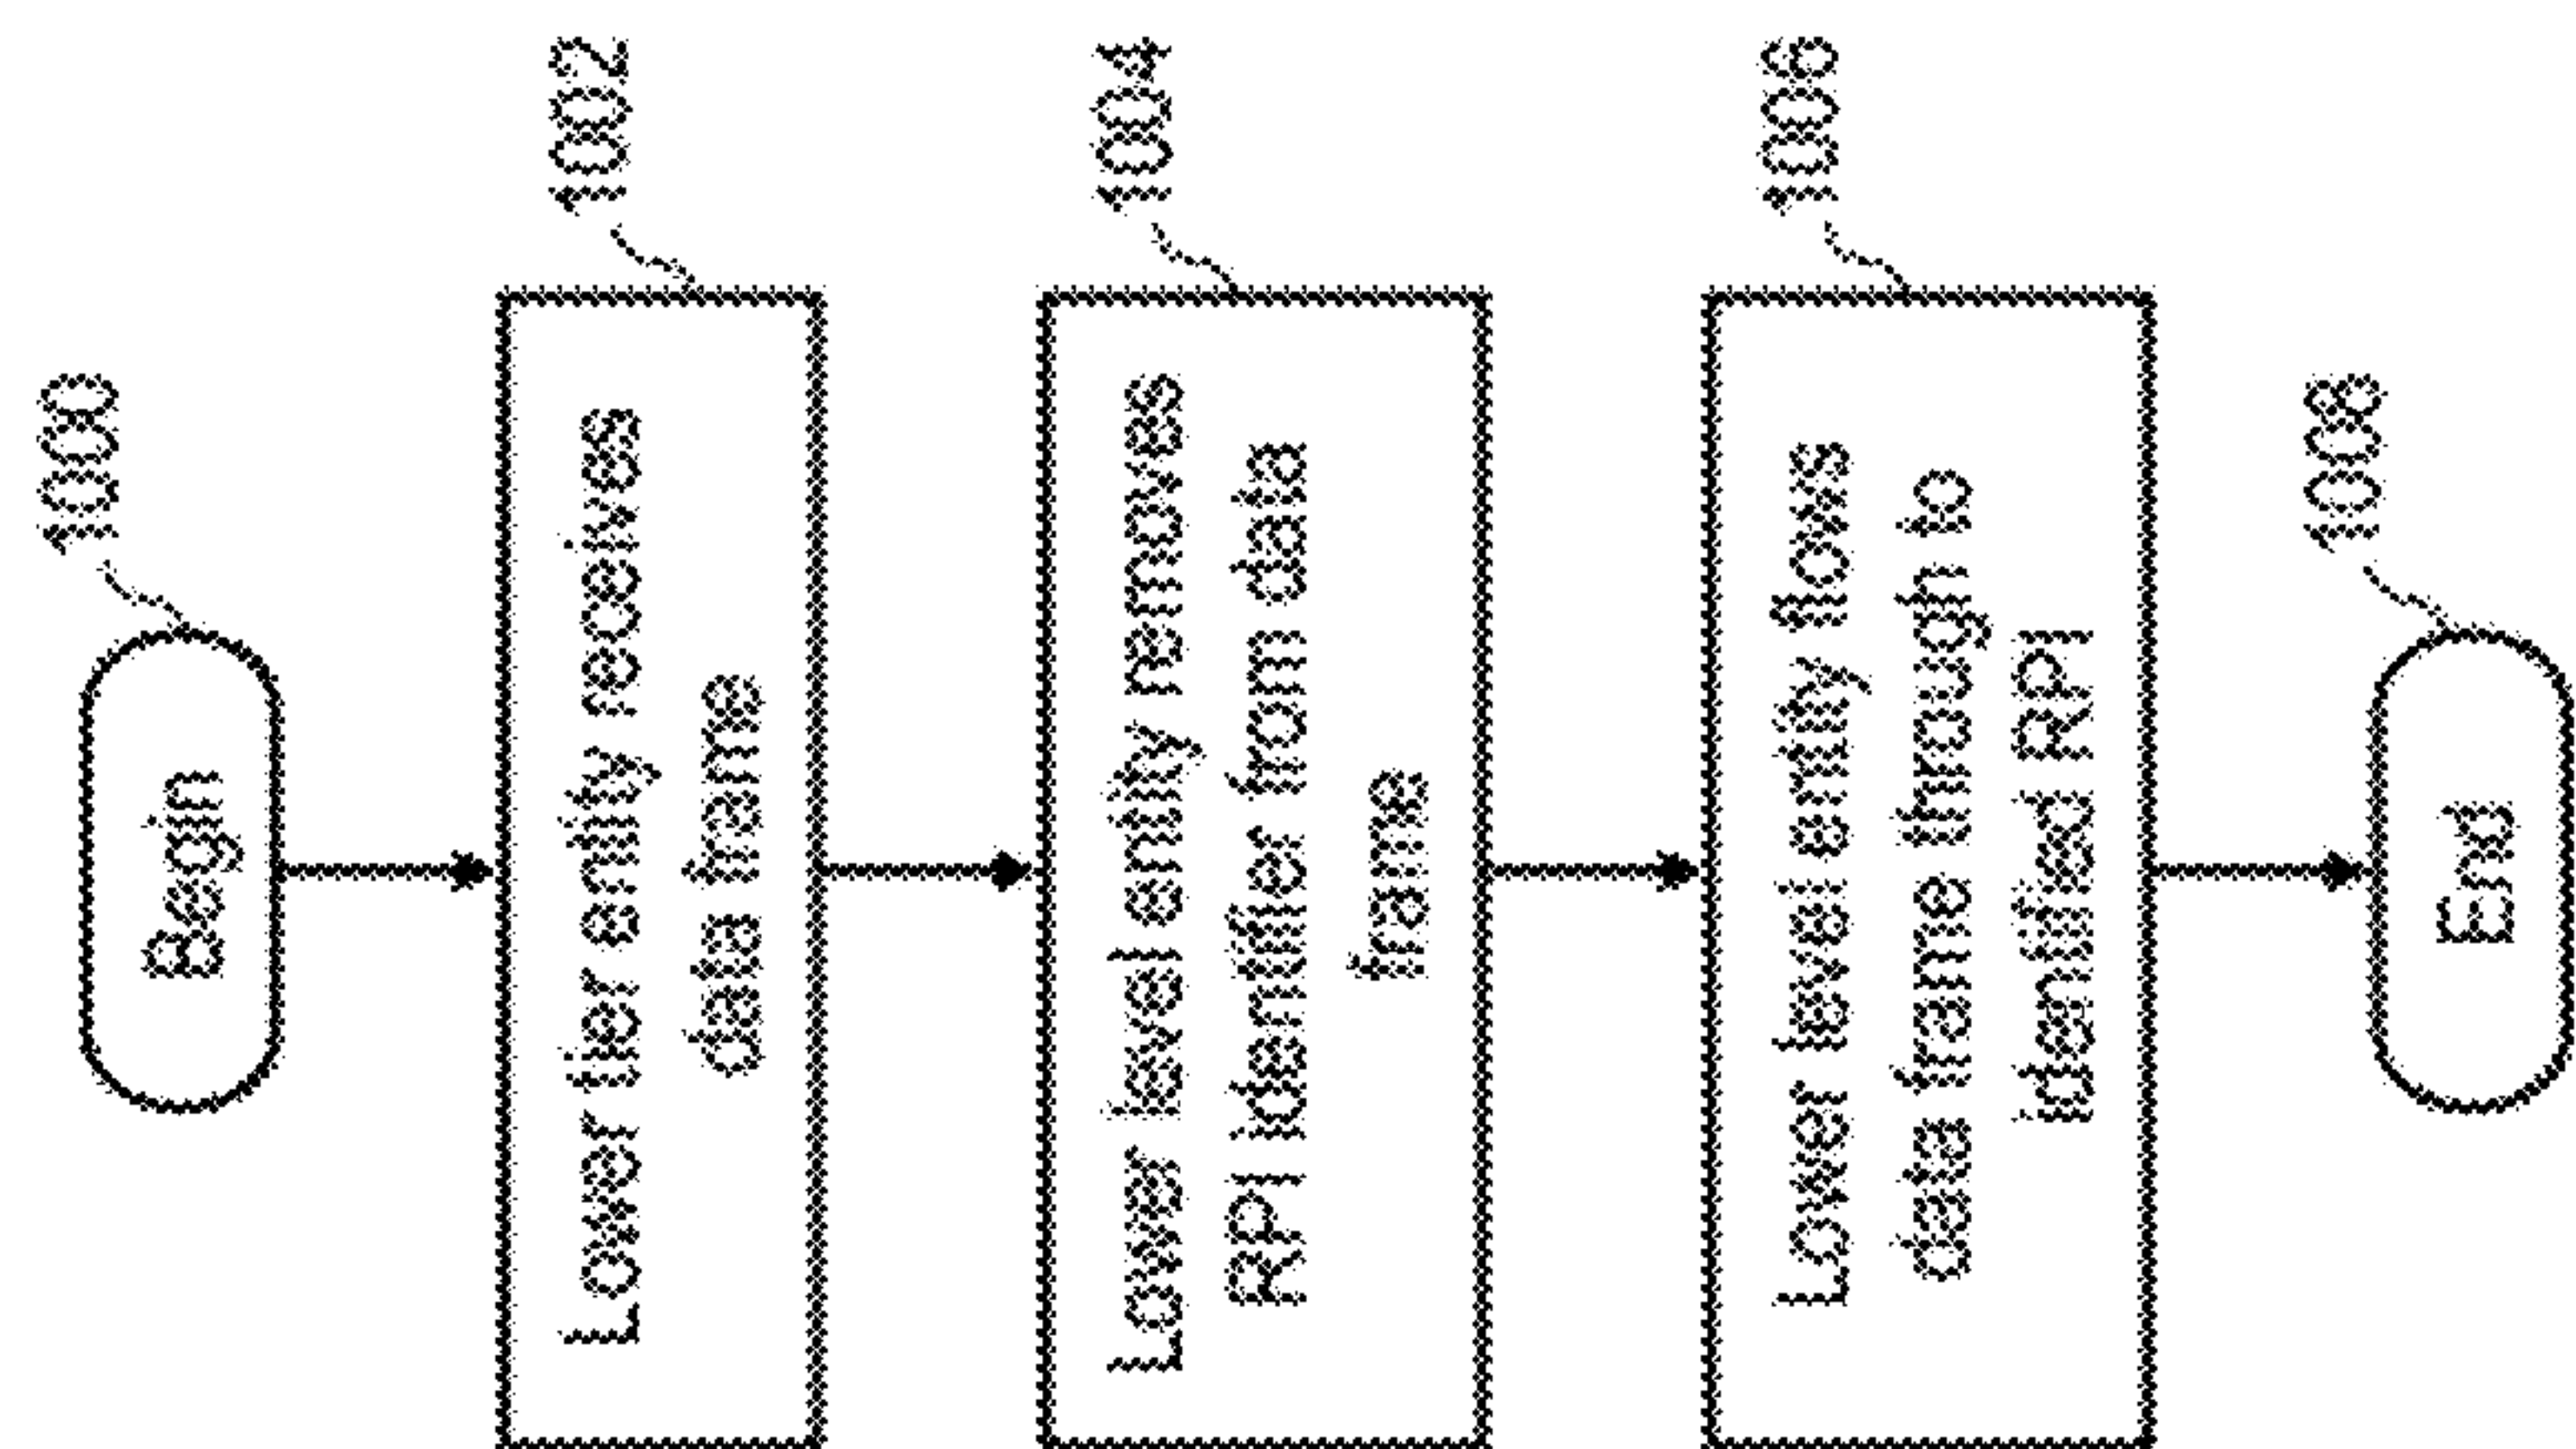 1000
Begin
1002
Lower tier entity receives
data frame
1004
Lower level entity removes
RPI identifier from data
frame
1006
Lower level entity flows
data frame through to
identified RPI
1008
End